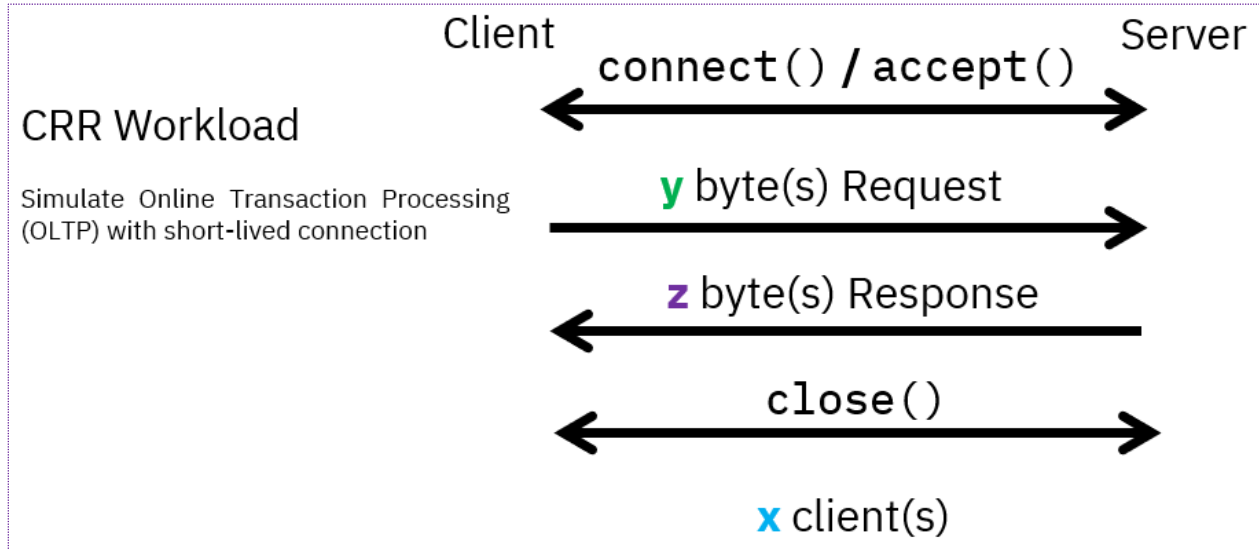 Client
Server
connect() / accept()
CRR Workload
Simulate Online Transaction Processing
(OLTP) with short-lived connection
y byte(s) Request
z byte(s) Response
close()
x client(s)